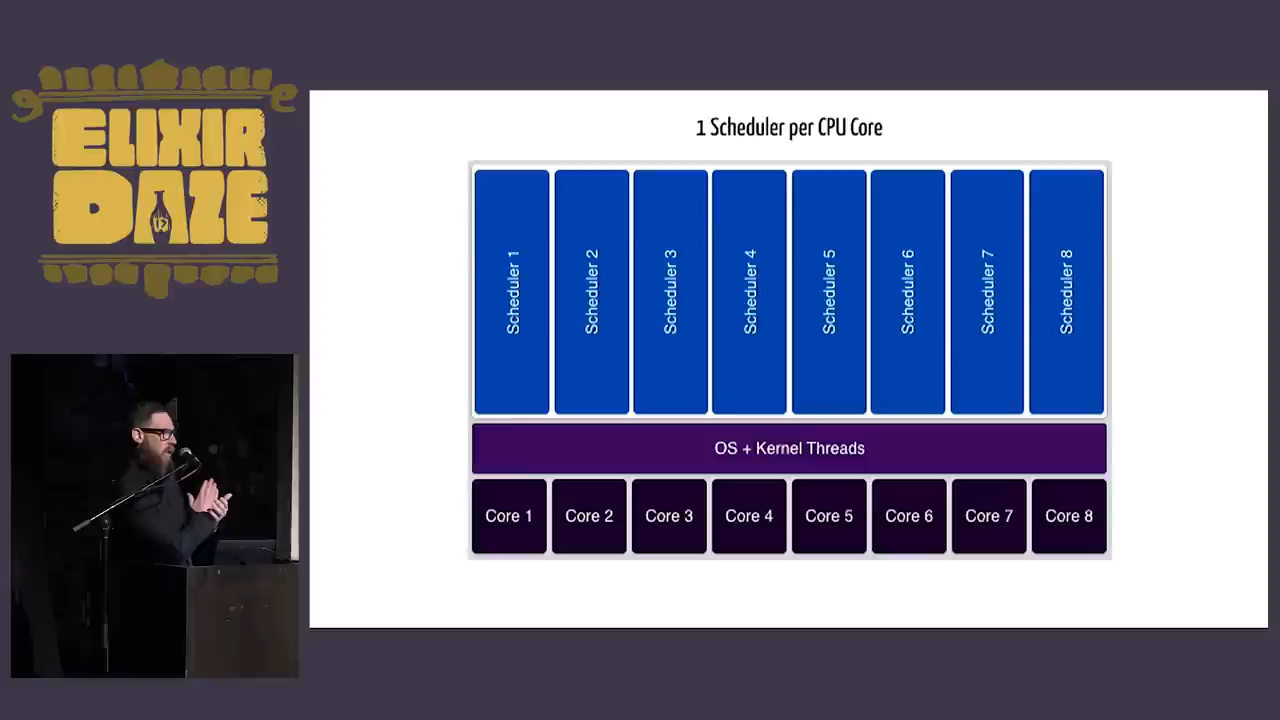 ELIXIR
DAZE
1 Scheduler per CPU Core
Scheduler 1
Scheduler 2
Scheduler 3
Scheduler 4
Scheduler 5
Scheduler 6
Scheduler 7
Scheduler 8
OS + Kernel Threads
Core 1
Core 2
Core 3
Core 4
Core 5
Core 6
Core 7
Core 8